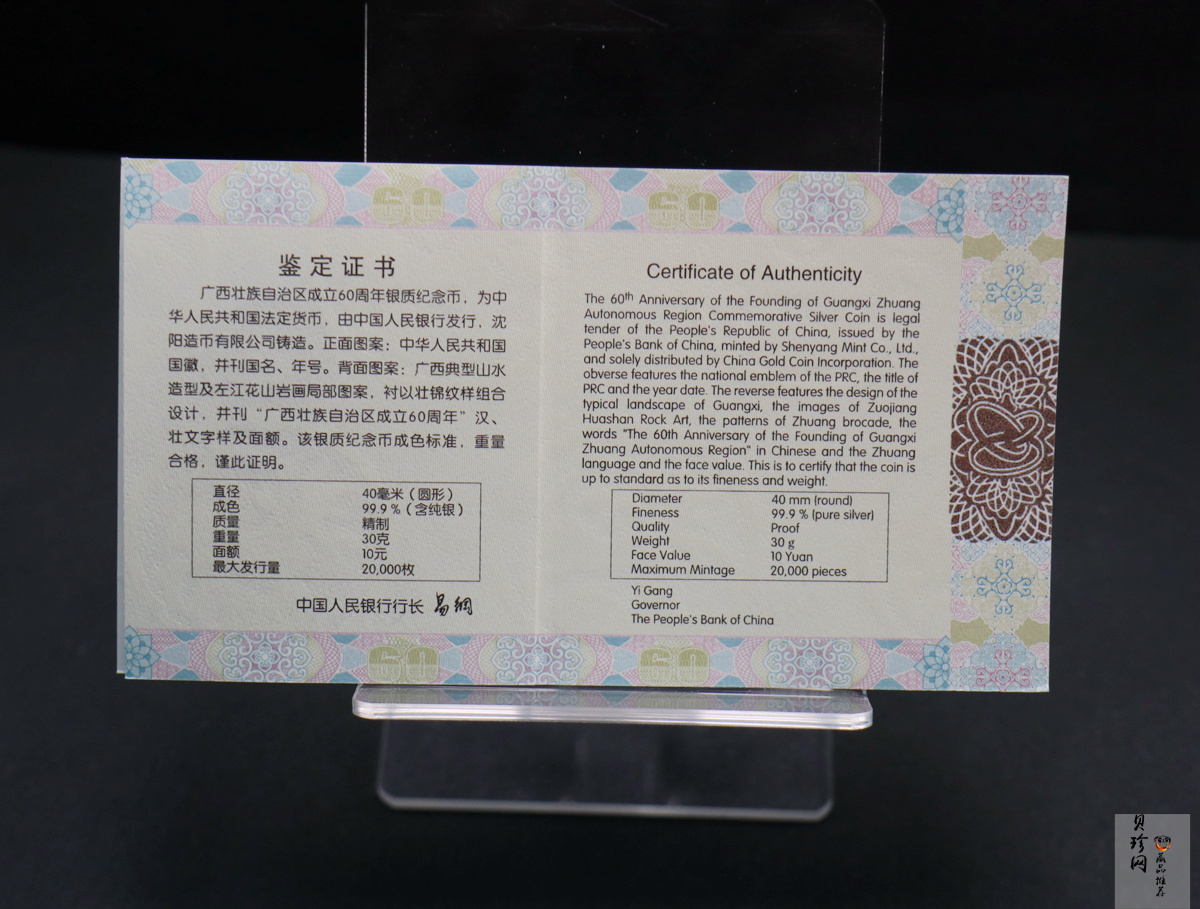 60
60
鉴定证书
广西壮族自治区成立60周年银质纪念币，为中
华人民共和国法定货币，由中国人民银行发行，沈
阳造币有限公司铸造。正面图案：中华人民共和国
国徽，并刊国名、年号。背面图案：广西典型山水
造型及左江花山岩画局部图案，衬以壮锦纹样组合
设计，并刊“广西壮族自治区成立60周年”汉、
壮文字样及面额。该银质纪念币成色标准，重量
合格，谨此证明。
直径 40毫米（圆形）
成色 99.9％（含纯银）
质量 精制
重量 30克
面额 10元
最大发行量 20,000枚
中国人民银行行长 易纲
Certificate of Authenticity
The 60th Anniversary of the Founding of Guangxi Zhuang
Autonomous Region Commemorative Silver Coin is legal
tender of the People's Republic of China, issued by the
People's Bank of China, minted by Shenyang Mint Co., Ltd.,
and solely distributed by China Gold Coin Incorporation. The
obverse features the national emblem of the PRC, the title of
PRC and the year date. The reverse features the design of the
typical landscape of Guangxi, the images of Zuojiang
Huashan Rock Art, the patterns of Zhuang brocade, the
words "The 60th Anniversary of the Founding of Guangxi
Zhuang Autonomous Region" in Chinese and the Zhuang
language and the face value. This is to certify that the coin is
up to standard as to its fineness and weight.
Diameter 40 mm (round)
Fineness 99.9 % (pure silver)
Quality Proof
Weight 30 g
Face Value 10 Yuan
Maximum Mintage 20,000 pieces
Yi Gang
Governor
The People's Bank of China
60
60
贝珍网
藏品推荐